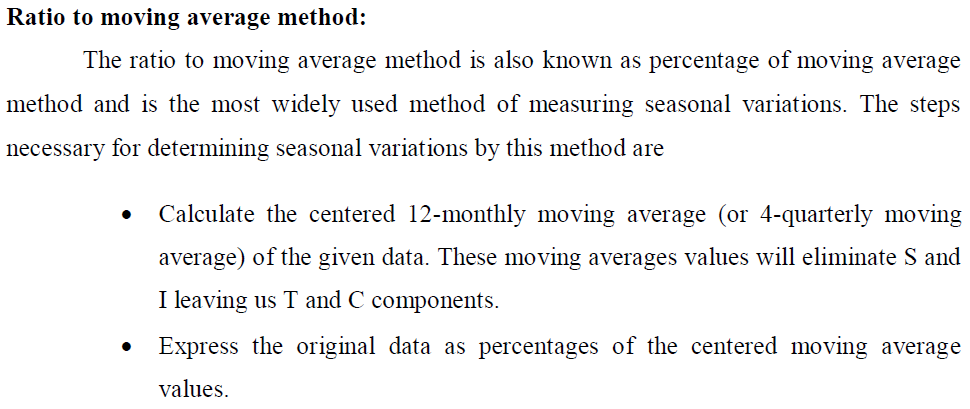 Ratio to moving average method:
The ratio to moving average method is also known as percentage of moving average
method and is the most widely used method of measuring seasonal variations. The steps
necessary for determining seasonal variations by this method are
• Calculate the centered 12-monthly moving average (or 4-quarterly moving
average) of the given data. These moving averages values will eliminate S and
I leaving us T and C components.
• Express the original data as percentages of the centered moving average
values.